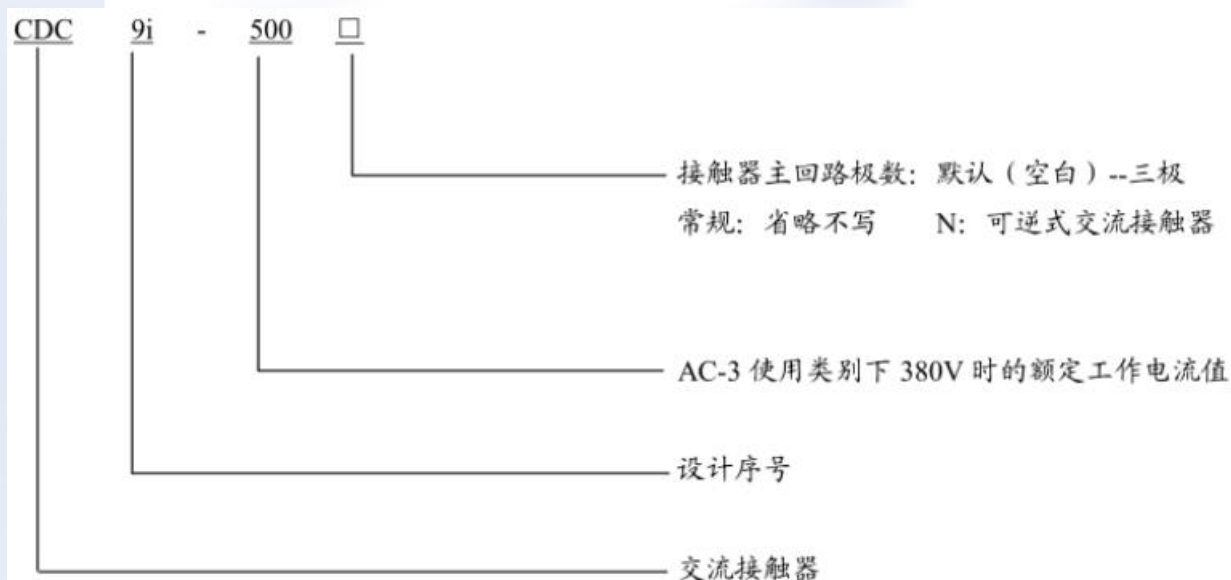 CDC 9i - 500 □
接触器主回路极数: 默认（空白）--三极
常规: 省略不写 N: 可逆式交流接触器
AC-3 使用类别下 380V 时的额定工作电流值
设计序号
交流接触器